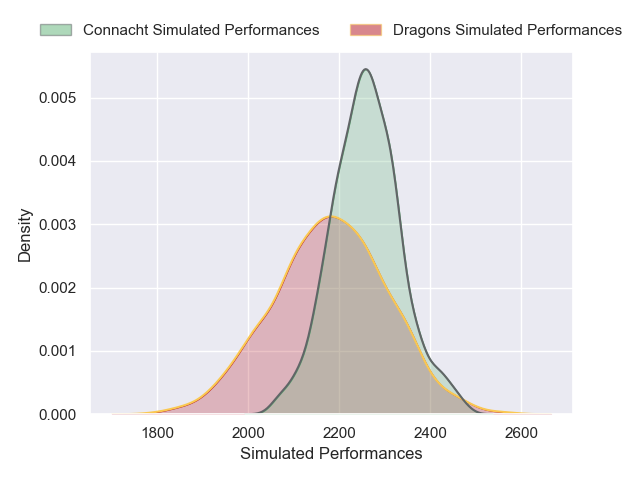 Connacht Simulated Performances
Dragons Simulated Performances
0.005
0.004
0.003
0.002
0.001
0.000
Density
1800
2000
2200
2400
2600
Simulated Performances